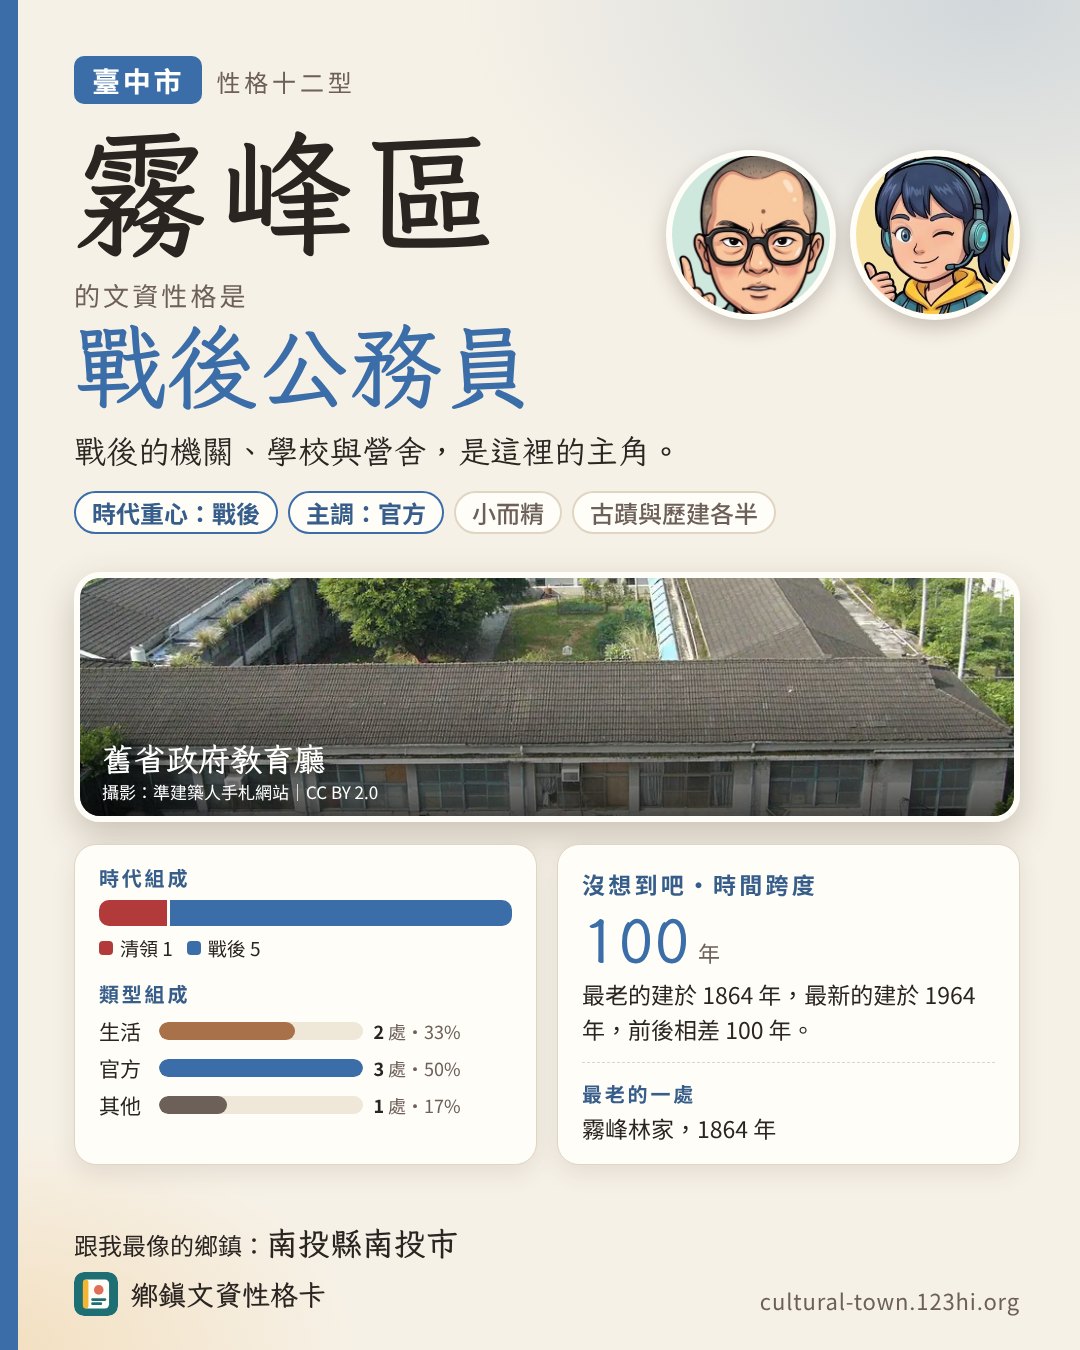 臺中市 性格十二型
霧峰區
的文資性格是
戰後公務員
戰後的機關、學校與營舍，是這裡的主角。
時代重心：戰後 主調：官方 小而精 古蹟與歷建各半
舊省政府教育廳
攝影：準建築人手札網站｜CC BY 2.0
時代組成
清領 1 戰後 5
類型組成
生活 2 處・33%
官方 3 處・50%
其他 1 處・17%
沒想到吧・時間跨度
100 年
最老的建於 1864 年，最新的建於 1964
年，前後相差 100 年。
最老的一處
霧峰林家，1864 年
跟我最像的鄉鎮：南投縣南投市
鄉鎮文資性格卡
cultural-town.123hi.org